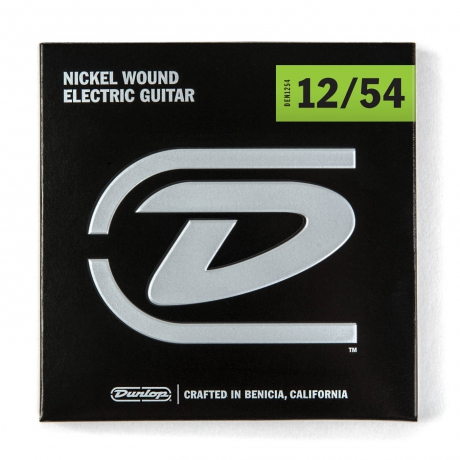 NICKEL WOUND
ELECTRIC GUITAR
DEN1254
12/54
D
TM
Dunlop
CRAFTED IN BENICIA, CALIFORNIA